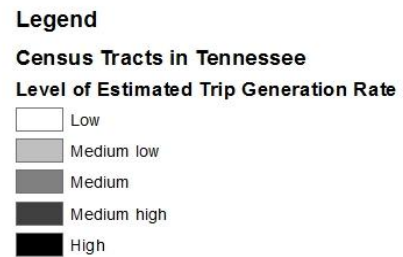 Legend
Census Tracts in Tennessee
Level of Estimated Trip Generation Rate
Low
Medium low
Medium
Medium high
High